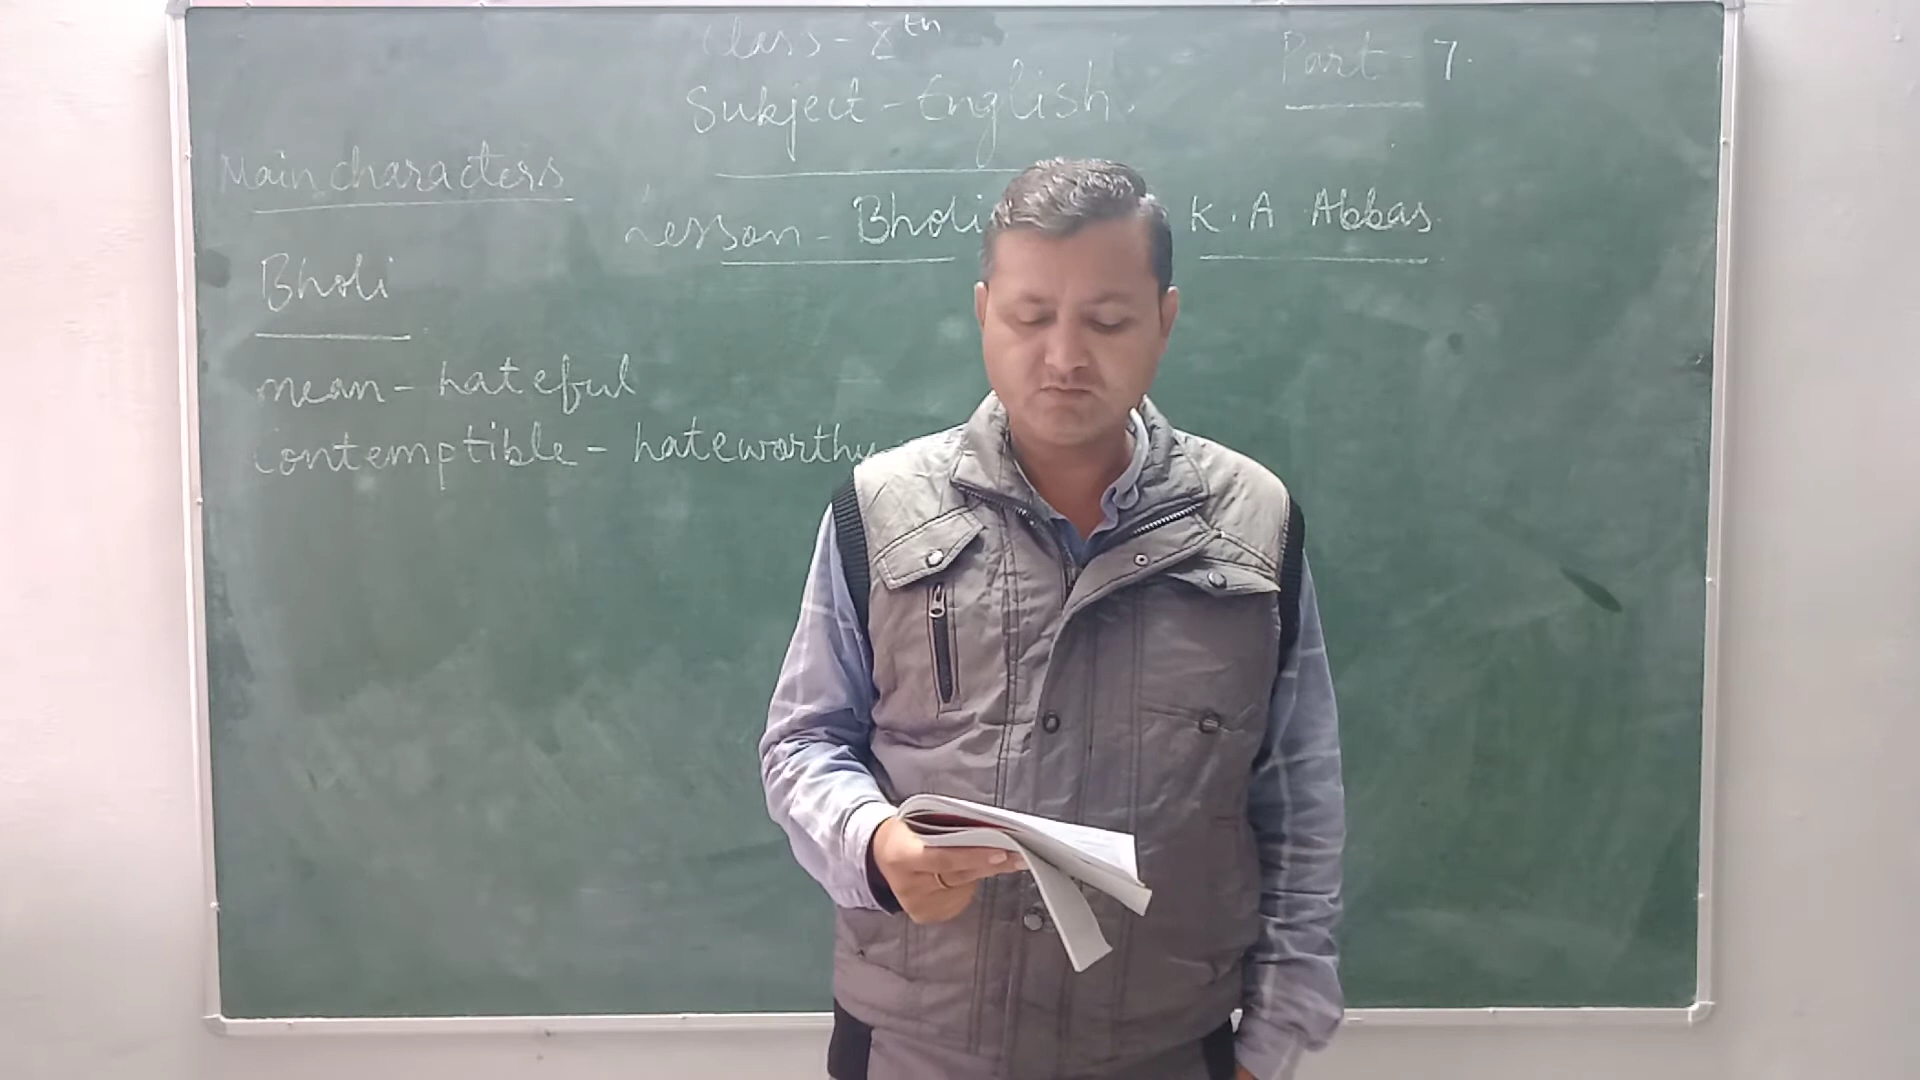 Class - 8th
Part - 7.
Subject - English.
Main characters
Lesson - Bholi K. A Abbas.
Bholi
mean - hateful
Contemptible - hateworthy